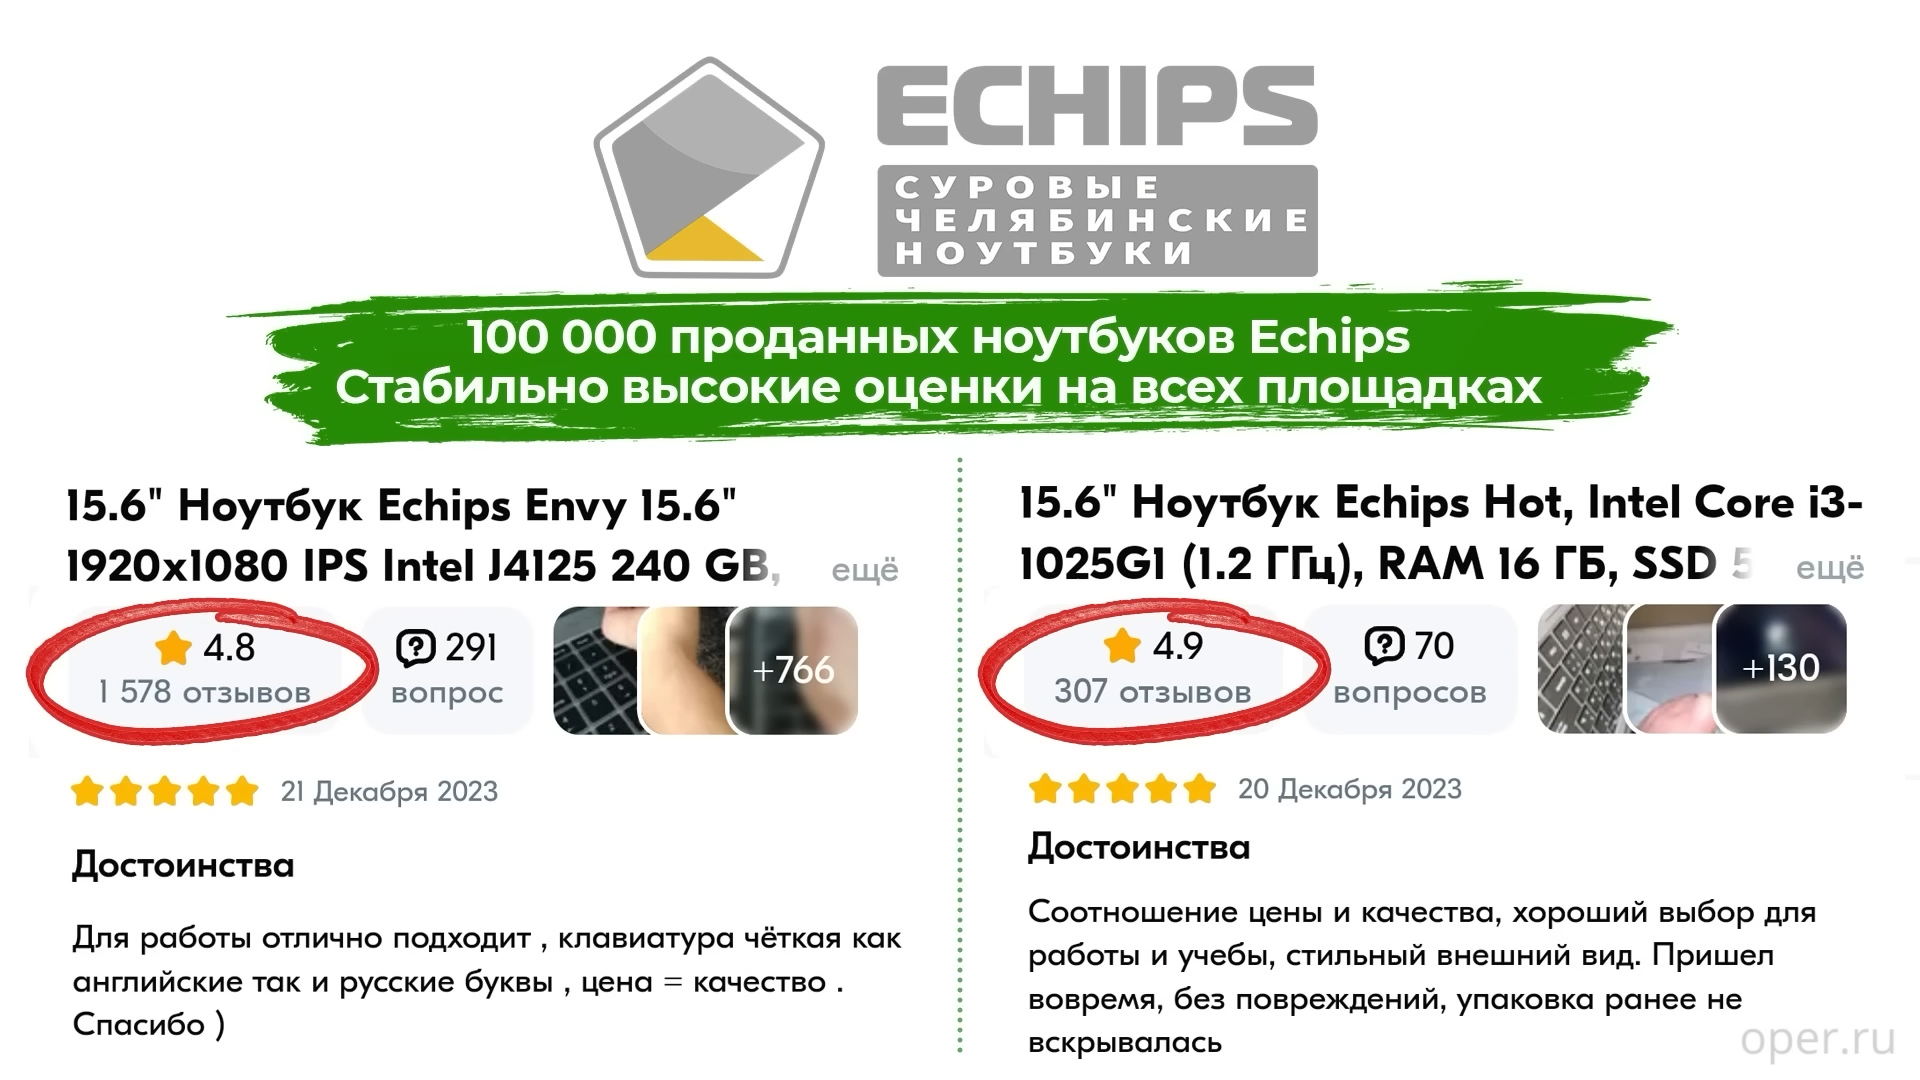 ECHIPS
СУРОВЫЕ
ЧЕЛЯБИНСКИЕ
НОУТБУКИ
100 000 проданных ноутбуков Echips
Стабильно высокие оценки на всех площадках
15.6" Ноутбук Echips Envy 15.6"
1920x1080 IPS Intel J4125 240 GB, ещё
4.8
1 578 отзывов
291
вопрос
+766
21 Декабря 2023
Достоинства
Для работы отлично подходит , клавиатура чёткая как
английские так и русские буквы , цена = качество .
Спасибо )
15.6" Ноутбук Echips Hot, Intel Core i3-
1025G1 (1.2 ГГц), RAM 16 ГБ, SSD 5 ещё
4.9
307 отзывов
70
вопросов
+130
20 Декабря 2023
Достоинства
Соотношение цены и качества, хороший выбор для
работы и учебы, стильный внешний вид. Пришел
вовремя, без повреждений, упаковка ранее не
вскрывалась
oper.ru